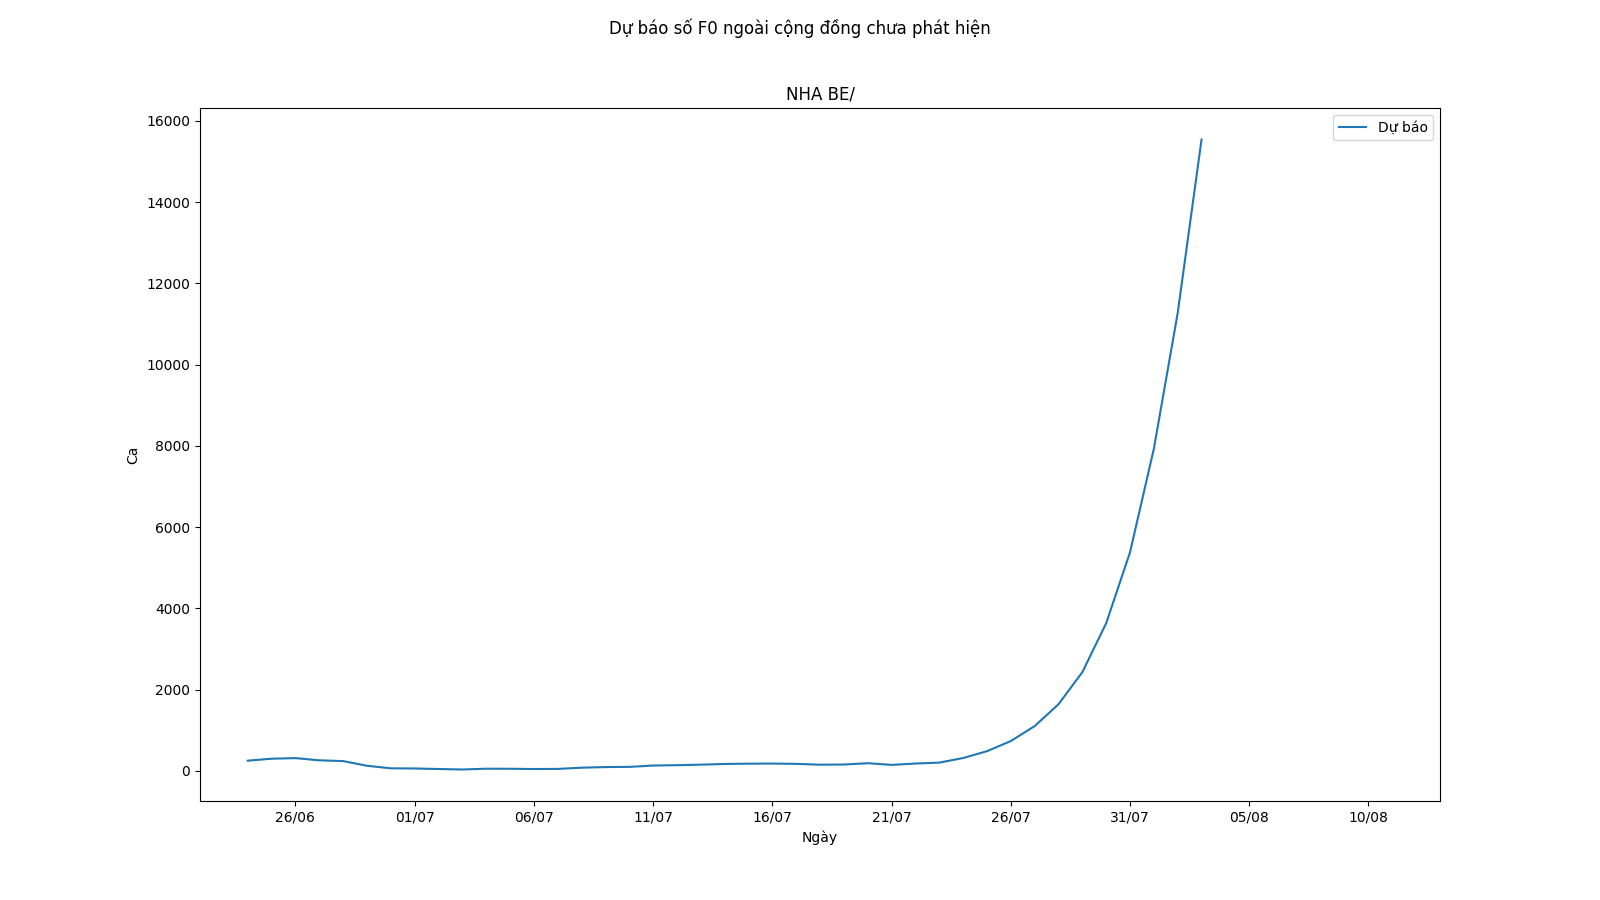 Dự báo số F0 ngoài cộng đồng chưa phát hiện
NHA BE/
Dự báo
16000
14000
12000
10000
8000
6000
4000
2000
0
Ca
26/06 01/07 06/07 11/07 16/07 21/07 26/07 31/07 05/08 10/08
Ngày